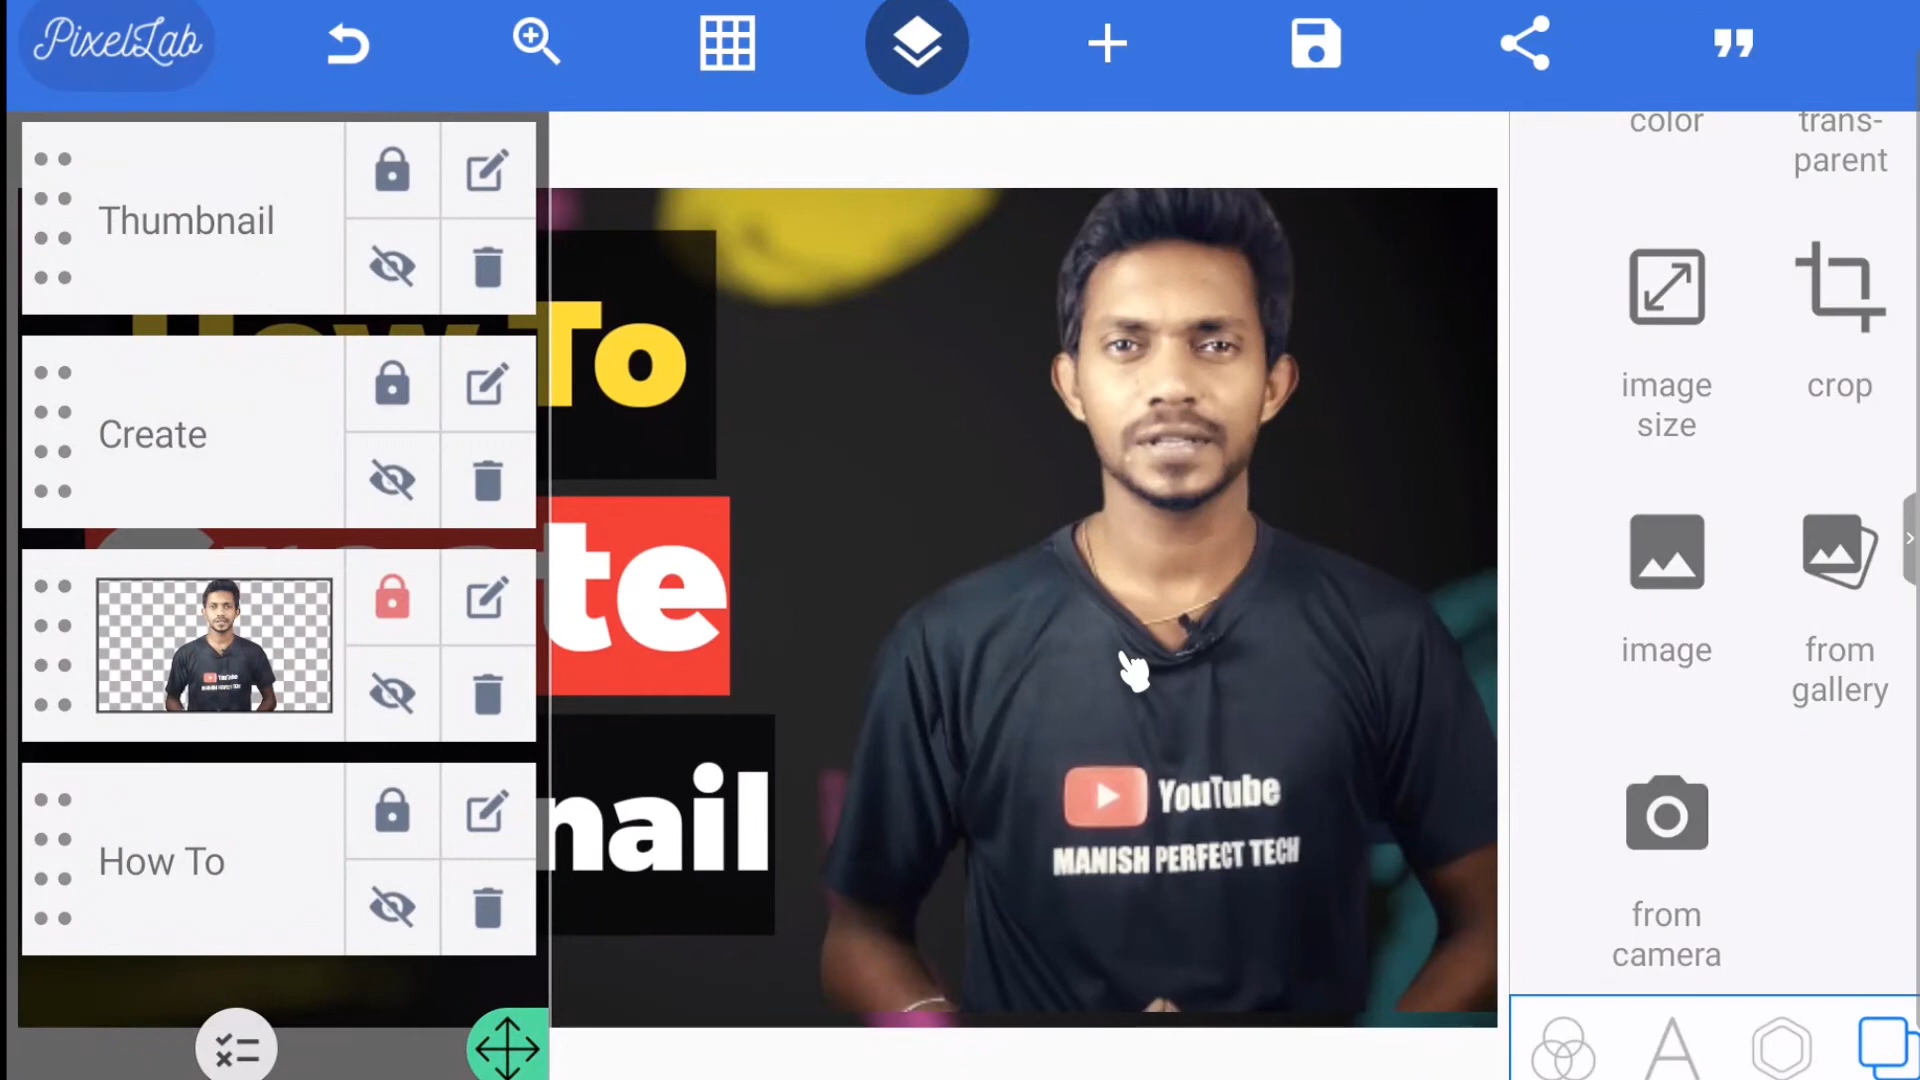 PixelLab
Thumbnail
Create
How To
To
te
nail
YouTube
MANISH PERFECT TECH
color
trans-
parent
image
size
crop
image
from
gallery
from
camera